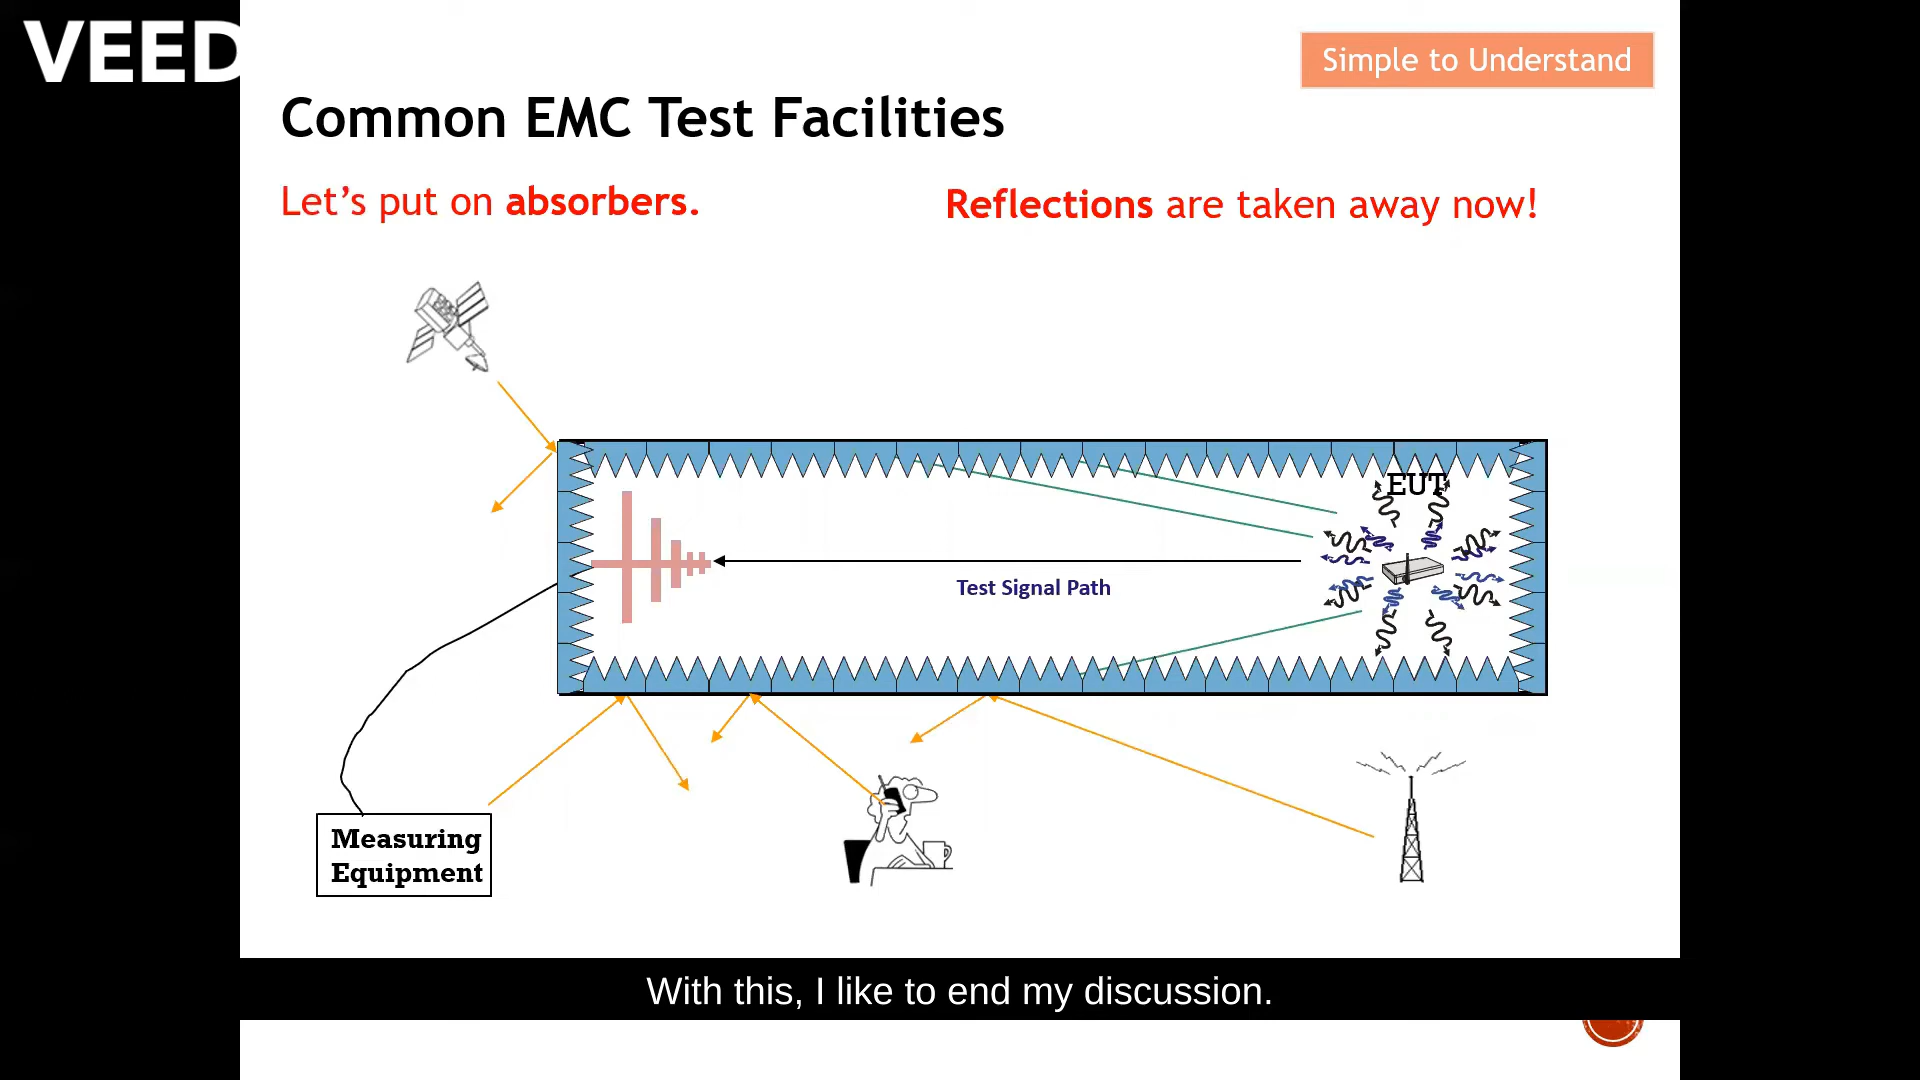 VEED
Simple to Understand
Common EMC Test Facilities
Let's put on absorbers.
Reflections are taken away now!
EUT
Test Signal Path
Measuring
Equipment
With this, I like to end my discussion.